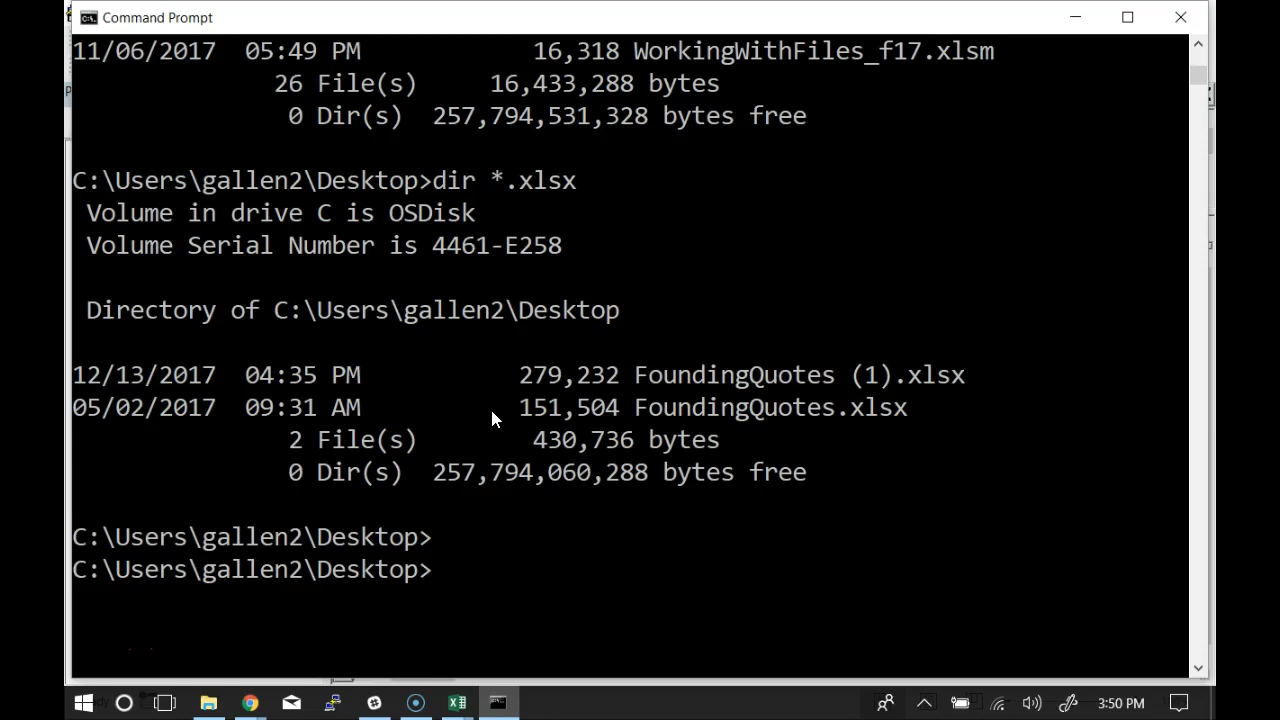 Command Prompt
11/06/2017  05:49 PM            16,318 WorkingWithFiles_f17.xlsm
26 File(s)     16,433,288 bytes
0 Dir(s)  257,794,531,328 bytes free
C:\Users\gallen2\Desktop>dir *.xlsx
Volume in drive C is OSDisk
Volume Serial Number is 4461-E258
Directory of C:\Users\gallen2\Desktop
12/13/2017  04:35 PM           279,232 FoundingQuotes (1).xlsx
05/02/2017  09:31 AM           151,504 FoundingQuotes.xlsx
2 File(s)        430,736 bytes
0 Dir(s)  257,794,060,288 bytes free
C:\Users\gallen2\Desktop>
C:\Users\gallen2\Desktop>
3:50 PM